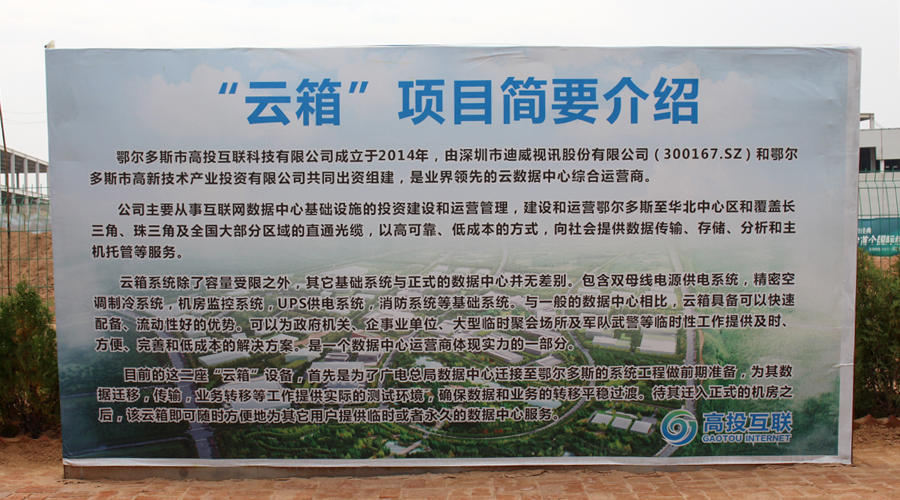 “云箱”项目简要介绍
鄂尔多斯市高投互联科技有限公司成立于2014年，由深圳市迪威视讯股份有限公司（300167.SZ）和鄂尔
多斯市高新技术产业投资有限公司共同出资组建，是业界领先的云数据中心综合运营商。
公司主要从事互联网数据中心基础设施的投资建设和运营管理，建设和运营鄂尔多斯至华北中心区和覆盖长
三角、珠三角及全国大部分区域的直通光缆，以高可靠、低成本的方式，向社会提供数据传输、存储、分析和主
机托管等服务。
云箱系统除了容量受限之外，其它基础系统与正式的数据中心并无差别。包含双母线电源供电系统，精密空
调制冷系统，机房监控系统，UPS供电系统，消防系统等基础系统。与一般的数据中心相比，云箱具备可以快速
配备、流动性好的优势。可以为政府机关、企事业单位、大型临时聚会场所及军队武警等临时性工作提供及时、
方便、完善和低成本的解决方案。是一个数据中心运营商体现实力的一部分。
目前的这二座“云箱”设备，首先是为了广电总局数据中心迁接至鄂尔多斯的系统工程做前期准备，为其数
据迁移，传输，业务转移等工作提供实际的测试环境，确保数据和业务的转移平稳过渡。待其迁入正式的机房之
后，该云箱即可随时方便地为其它用户提供临时或者永久的数据中心服务。
高投互联
GAOTOU INTERNET